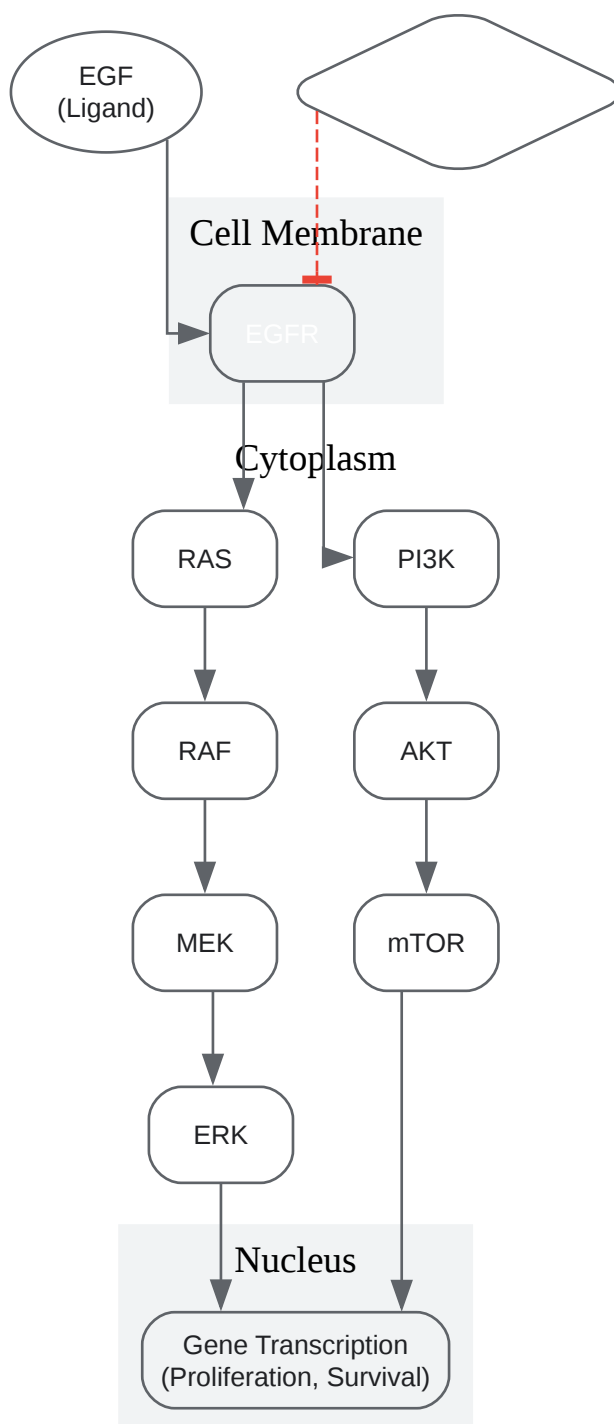 EGF
(Ligand)
Cell Membrane
EGFR
Cytoplasm
RAS
PI3K
RAF
AKT
MEK
mTOR
ERK
Nucleus
Gene Transcription
(Proliferation, Survival)